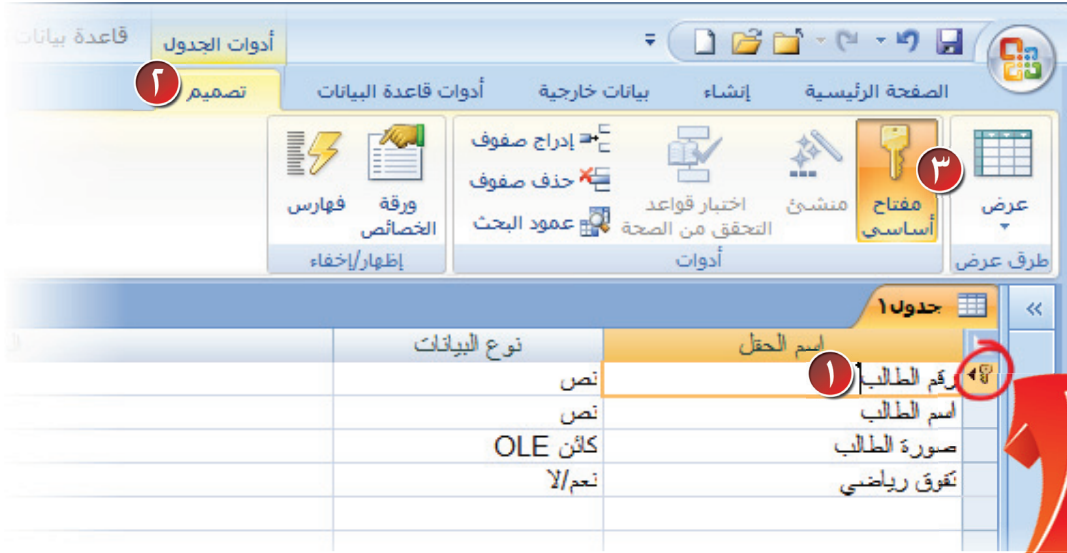 أدوات الجدول
قاعدة بيانات
الصفحة الرئيسية
إنشاء
بيانات خارجية
أدوات قاعدة البيانات
تصميم
٢
عرض
طرق عرض
مفتاح أساسي
٣
منشئ
اختبار قواعد
التحقق من الصحة
إدراج صفوف
حذف صفوف
عمود البحث
أدوات
ورقة
الخصائص
فهارس
إظهار/إخفاء
جدول١
اسم الحقل
نوع البيانات
رقم الطالب
١
نص
اسم الطالب
نص
صورة الطالب
كائن OLE
تفوق رياضي
نعم/لا